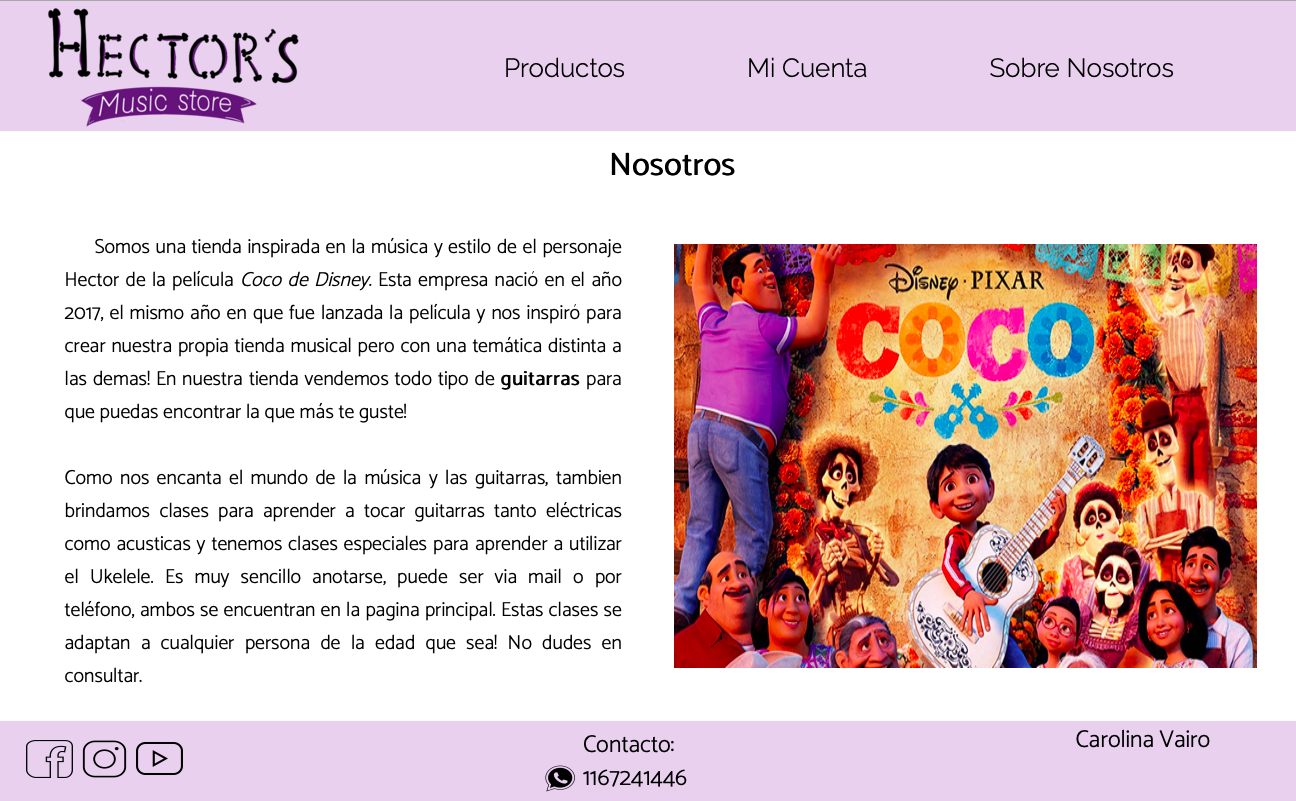 HECTOR'S
Music store
Productos
Mi Cuenta
Sobre Nosotros
Nosotros
Somos una tienda inspirada en la música y estilo de el personaje
Hector de la película Coco de Disney. Esta empresa nació en el año
2017, el mismo año en que fue lanzada la película y nos inspiró para
crear nuestra propia tienda musical pero con una temática distinta a
las demas! En nuestra tienda vendemos todo tipo de guitarras para
que puedas encontrar la que más te guste!
Como nos encanta el mundo de la música y las guitarras, tambien
brindamos clases para aprender a tocar guitarras tanto eléctricas
como acusticas y tenemos clases especiales para aprender a utilizar
el Ukelele. Es muy sencillo anotarse, puede ser via mail o por
teléfono, ambos se encuentran en la pagina principal. Estas clases se
adaptan a cualquier persona de la edad que sea! No dudes en
consultar.
DISNEY · PIXAR
COCO
Contacto:
1167241446
Carolina Vairo